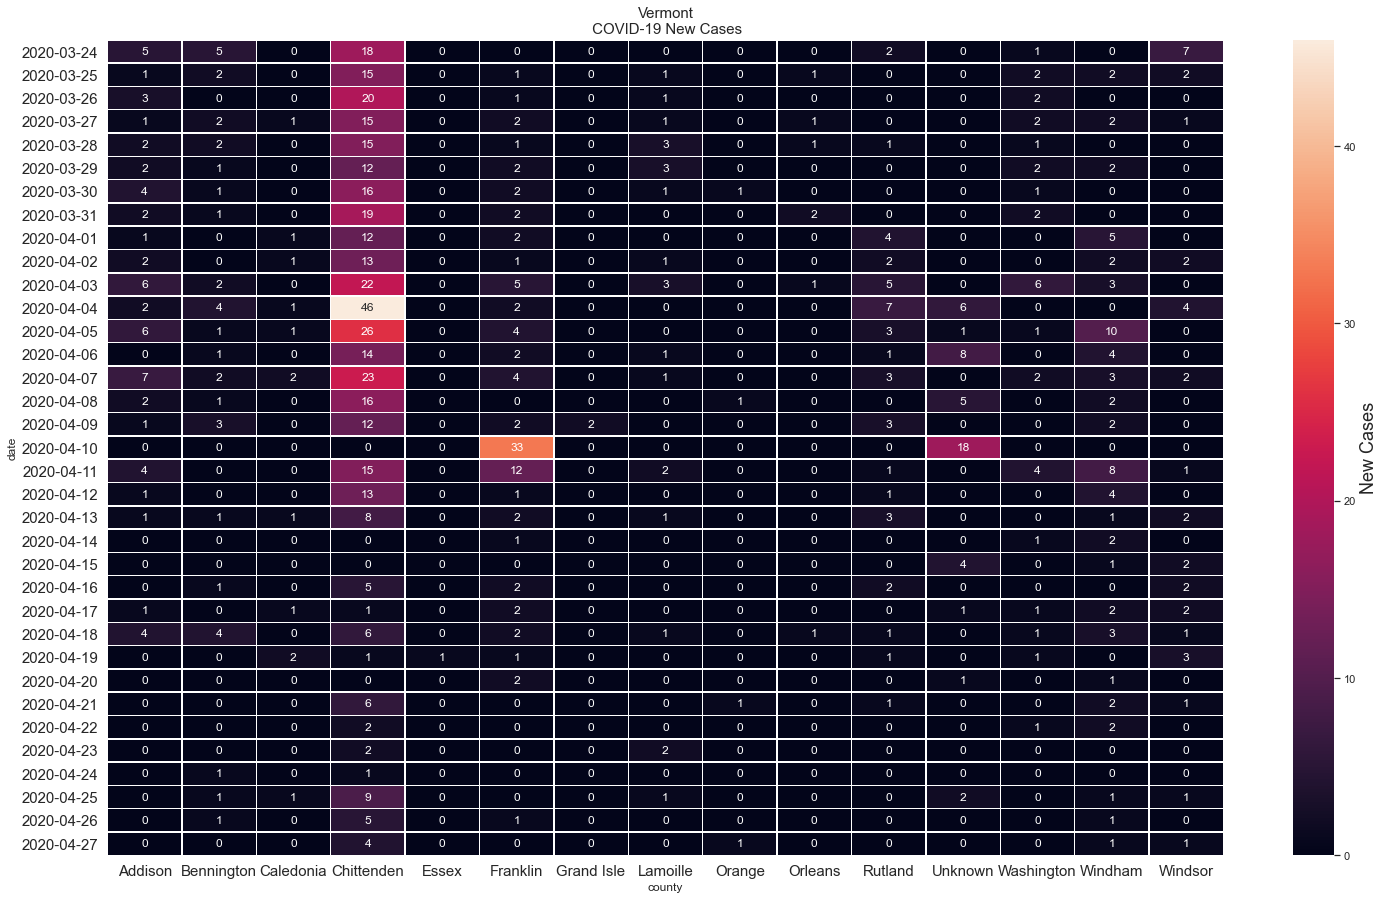 Vermont
COVID-19 New Cases
2020-03-24 5 5 0 18 0 0 0 0 0 0 2 0 1 0 7
2020-03-25 1 2 0 15 0 1 0 1 0 1 0 0 2 2 2
2020-03-26 3 0 0 20 0 1 0 1 0 0 0 0 2 0 0
2020-03-27 1 2 1 15 0 2 0 1 0 1 0 0 2 2 1
2020-03-28 2 2 0 15 0 1 0 3 0 1 1 0 1 0 0
2020-03-29 2 1 0 12 0 2 0 3 0 0 0 0 2 2 0
2020-03-30 4 1 0 16 0 2 0 1 1 0 0 0 1 0 0
2020-03-31 2 1 0 19 0 2 0 0 0 2 0 0 2 0 0
2020-04-01 1 0 1 12 0 2 0 0 0 0 4 0 0 5 0
2020-04-02 2 0 1 13 0 1 0 1 0 0 2 0 0 2 2
2020-04-03 6 2 0 22 0 5 0 3 0 1 5 0 6 3 0
2020-04-04 2 4 1 46 0 2 0 0 0 0 7 6 0 0 4
2020-04-05 6 1 1 26 0 4 0 0 0 0 3 1 1 10 0
2020-04-06 0 1 0 14 0 2 0 1 0 0 1 8 0 4 0
2020-04-07 7 2 2 23 0 4 0 1 0 0 3 0 2 3 2
2020-04-08 2 1 0 16 0 0 0 0 1 0 0 5 0 2 0
2020-04-09 1 3 0 12 0 2 2 0 0 0 3 0 0 2 0
2020-04-10 0 0 0 0 0 33 0 0 0 0 0 18 0 0 0
2020-04-11 4 0 0 15 0 12 0 2 0 0 1 0 4 8 1
2020-04-12 1 0 0 13 0 1 0 0 0 0 1 0 0 4 0
2020-04-13 1 1 1 8 0 2 0 1 0 0 3 0 0 1 2
2020-04-14 0 0 0 0 0 1 0 0 0 0 0 0 1 2 0
2020-04-15 0 0 0 0 0 0 0 0 0 0 0 4 0 1 2
2020-04-16 0 1 0 5 0 2 0 0 0 0 2 0 0 0 2
2020-04-17 1 0 1 1 0 2 0 0 0 0 0 1 1 2 2
2020-04-18 4 4 0 6 0 2 0 1 0 1 1 0 1 3 1
2020-04-19 0 0 2 1 1 1 0 0 0 0 1 0 1 0 3
2020-04-20 0 0 0 0 0 2 0 0 0 0 0 1 0 1 0
2020-04-21 0 0 0 6 0 0 0 0 1 0 1 0 0 2 1
2020-04-22 0 0 0 2 0 0 0 0 0 0 0 0 1 2 0
2020-04-23 0 0 0 2 0 0 0 2 0 0 0 0 0 0 0
2020-04-24 0 1 0 1 0 0 0 0 0 0 0 0 0 0 0
2020-04-25 0 1 1 9 0 0 0 1 0 0 0 2 0 1 1
2020-04-26 0 1 0 5 0 1 0 0 0 0 0 0 0 1 0
2020-04-27 0 0 0 4 0 0 0 0 1 0 0 0 0 1 1
Addison Bennington Caledonia Chittenden Essex Franklin Grand Isle Lamoille Orange Orleans Rutland Unknown Washington Windham Windsor
county
date
40
30
20
10
0
New Cases